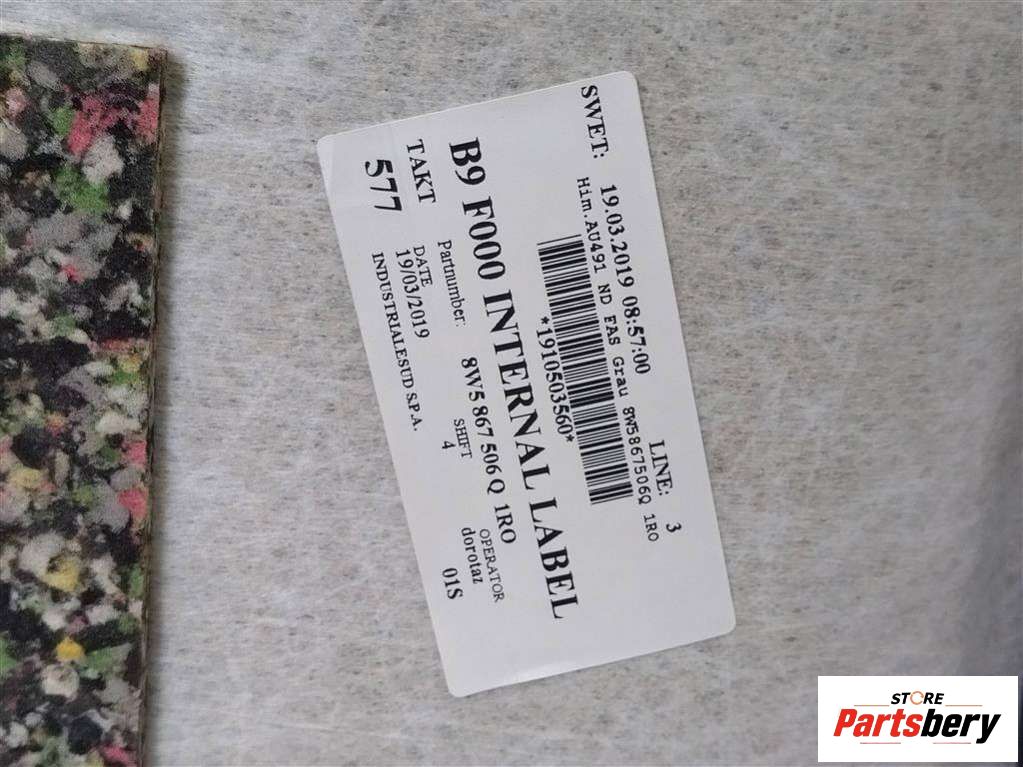 SWET: 19.03.2019 08:57:00 LINE: 3
Him.AU491 ND FAS Grau 8W5867506Q 1RO
*1910503560*
B9 F000 INTERNAL LABEL
Partnumber: 8W5 867 506 Q 1RO
TAKT DATE SHIFT OPERATOR
577 19/03/2019 4 dorotaz
INDUSTRIALESUD S.P.A. 01S
STORE
Partsbery